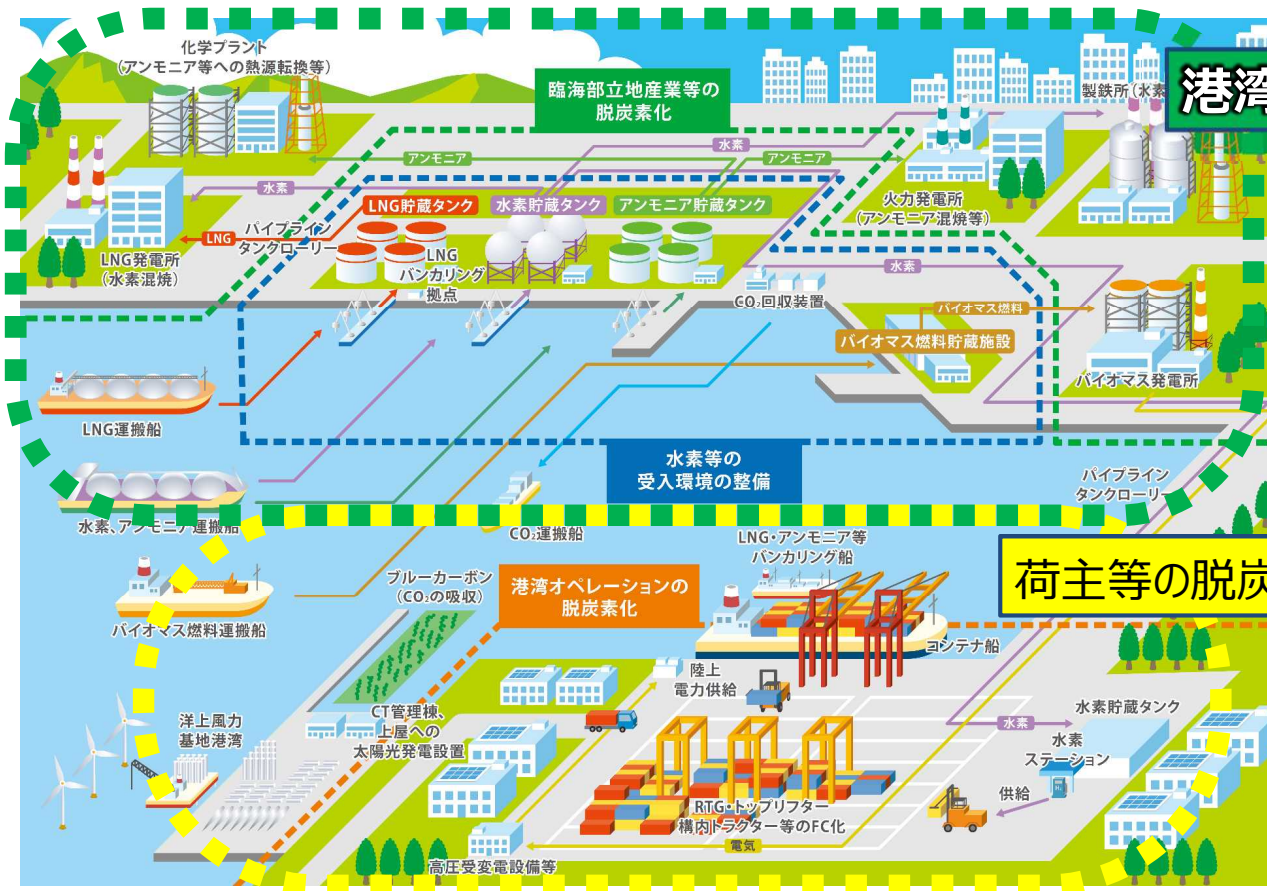 化学プラント
(アンモニア等への熱源転換等)
臨海部立地産業等の
脱炭素化
製鉄所(水素
港湾
アンモニア
水素
アンモニア
水素
LNG貯蔵タンク
水素貯蔵タンク
アンモニア貯蔵タンク
火力発電所
(アンモニア混焼等)
LNG
パイプライン
タンクローリー
LNG発電所
(水素混焼)
LNG
バンカリング
拠点
CO₂回収装置
水素
バイオマス燃料
バイオマス燃料貯蔵施設
バイオマス発電所
LNG運搬船
水素等の
受入環境の整備
パイプライン
タンクローリー
水素、アンモニア運搬船
CO₂運搬船
LNG・アンモニア等
バンカリング船
荷主等の脱炭
ブルーカーボン
(CO₂の吸収)
港湾オペレーションの
脱炭素化
バイオマス燃料運搬船
コンテナ船
陸上
電力供給
洋上風力
基地港湾
CT管理棟、
上屋への
太陽光発電設置
水素
水素貯蔵タンク
水素
ステーション
供給
RTG・トップリフター
構内トラクター等のFC化
電気
高圧受変電設備等